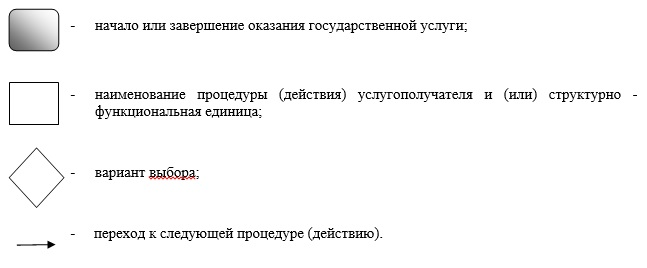 - начало или завершение оказания государственной услуги;
- наименование процедуры (действия) услугополучателя и (или) структурно -
функциональная единица;
- вариант выбора;
- переход к следующей процедуре (действию).